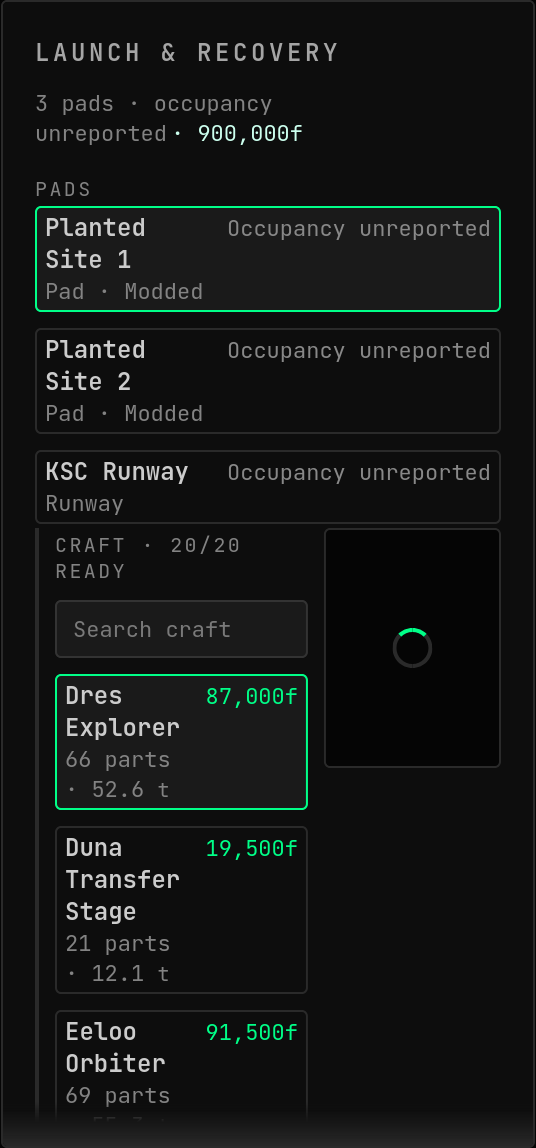 LAUNCH & RECOVERY
3 pads · occupancy
unreported · 900,000f
PADS
Planted Occupancy unreported
Site 1
Pad · Modded
Planted Occupancy unreported
Site 2
Pad · Modded
KSC Runway Occupancy unreported
Runway
CRAFT · 20/20
READY
Search craft
Dres 87,000f
Explorer
66 parts
· 52.6 t
Duna 19,500f
Transfer
Stage
21 parts
· 12.1 t
Eeloo 91,500f
Orbiter
69 parts